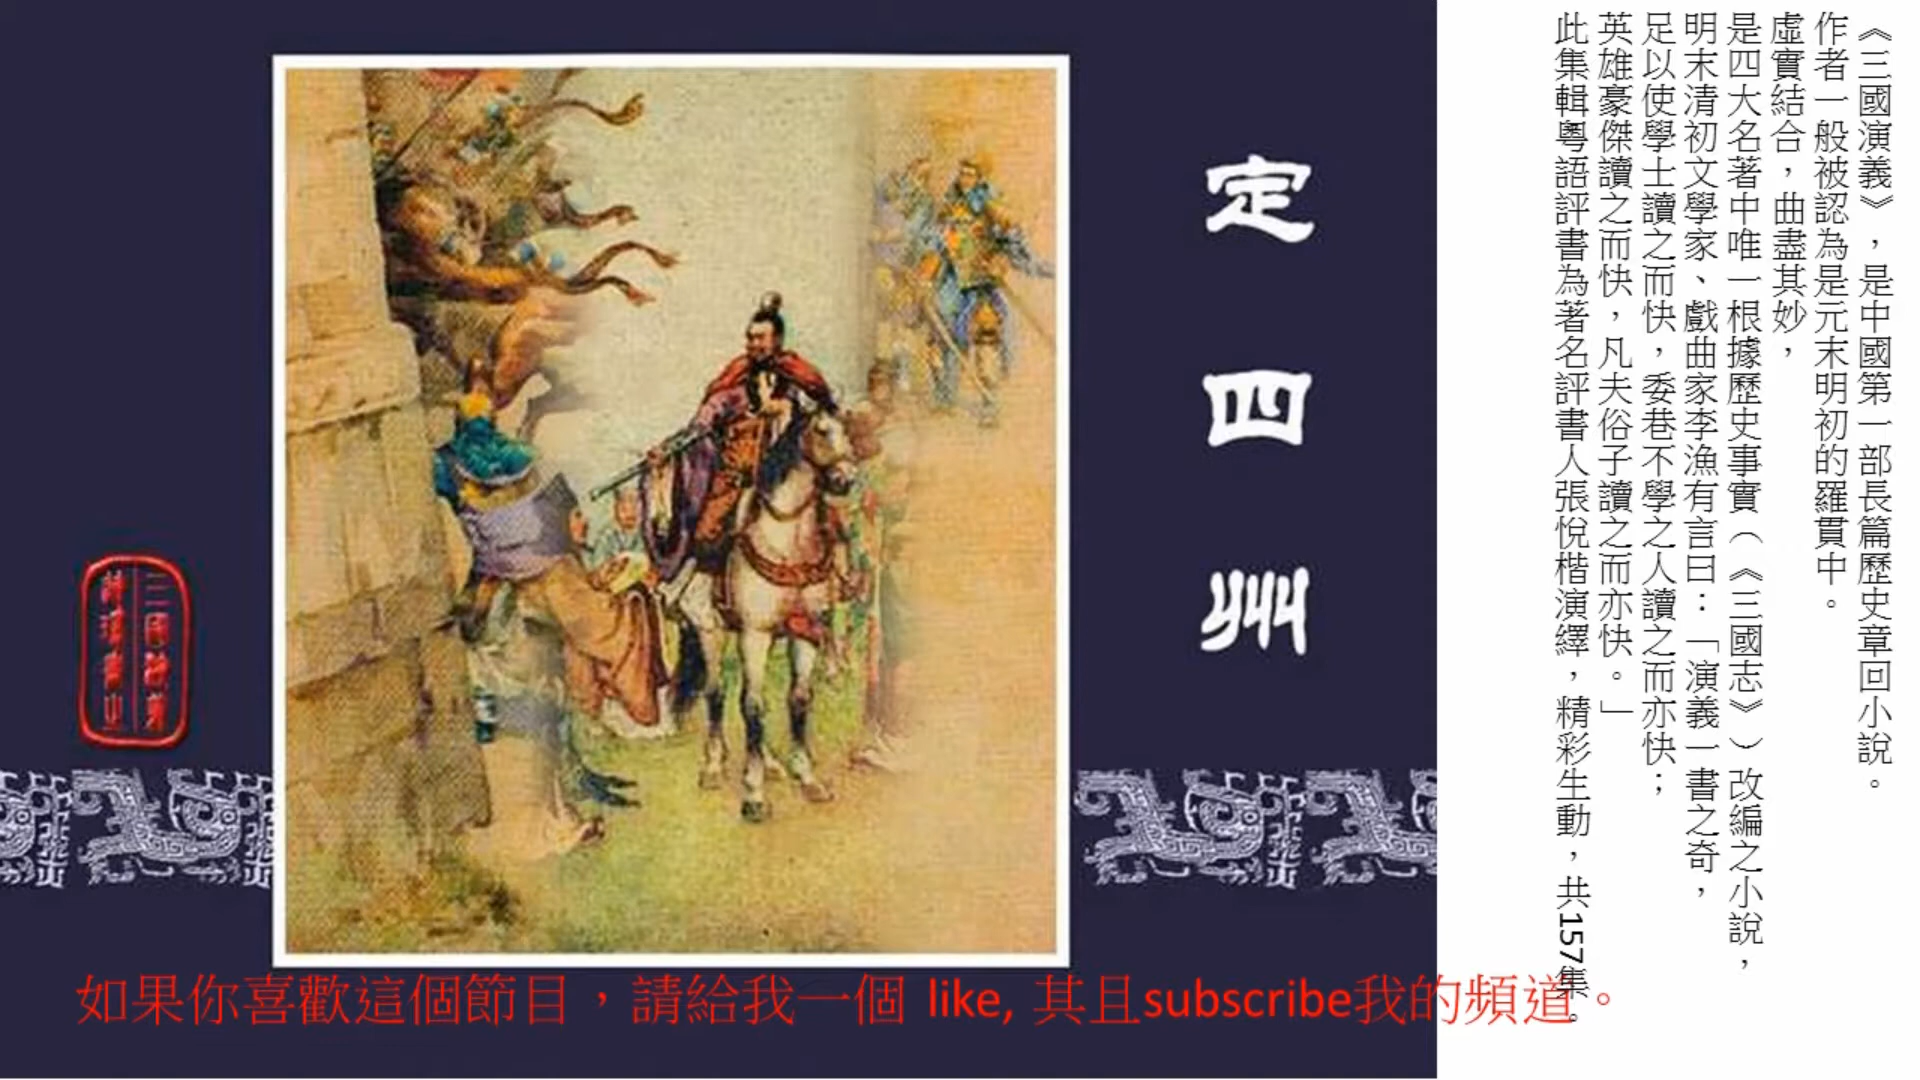 《三國演義》，是中國第一部長篇歷史章回小說。
作者一般被認為是元末明初的羅貫中。
虛實結合，曲盡其妙，
是四大名著中唯一根據歷史事實（《三國志》）改編之小說，
明末清初文學家、戲曲家李漁有言曰：「演義一書之奇，
足以使學士讀之而快，委巷不學之人讀之而亦快；
英雄豪傑讀之而快，凡夫俗子讀之而亦快。」
此集輯粵語評書為著名評書人張悅楷演繹，精彩生動，共157集。
定四州
如果你喜歡這個節目，請給我一個 like, 其且subscribe我的頻道。